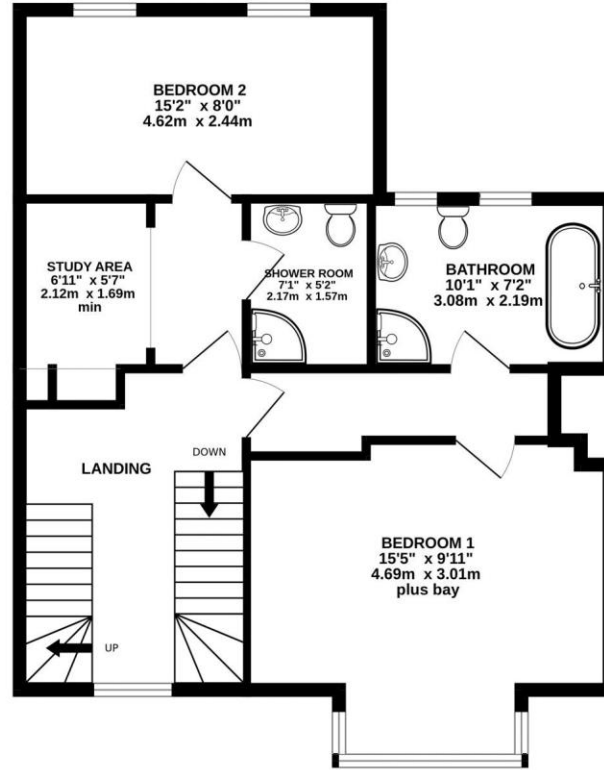 BEDROOM 2
15'2" x 8'0"
4.62m x 2.44m
STUDY AREA
6'11" x 5'7"
2.12m x 1.69m
min
SHOWER ROOM
7'1" x 5'2"
2.17m x 1.57m
BATHROOM
10'1" x 7'2"
3.08m x 2.19m
LANDING
DOWN
UP
BEDROOM 1
15'5" x 9'11"
4.69m x 3.01m
plus bay